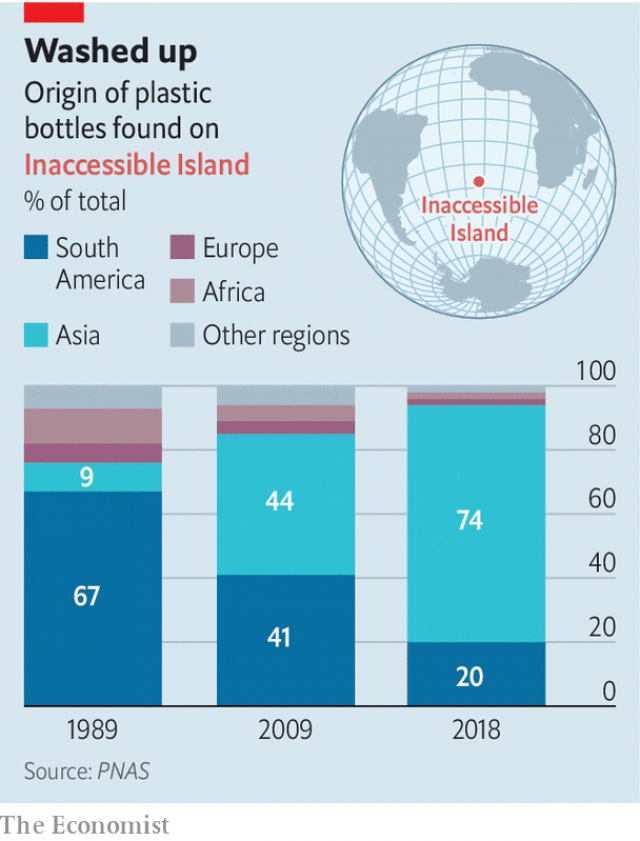 Washed up
Origin of plastic
bottles found on
Inaccessible Island
% of total
South
America
Asia
Europe
Africa
Other regions
Inaccessible
Island
100
80
60
40
20
0
9
67
44
41
74
20
1989
2009
2018
Source: PNAS
The Economist